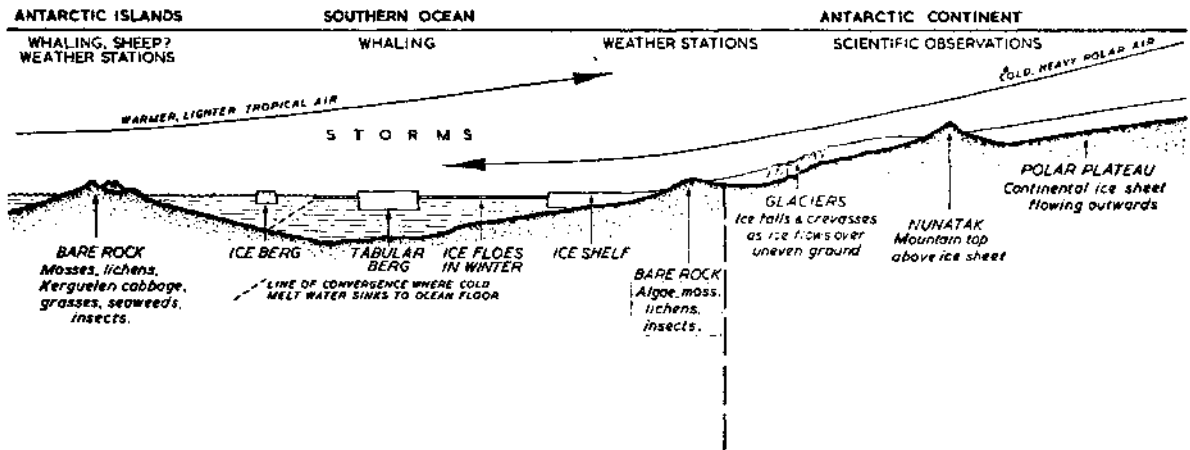 ANTARCTIC ISLANDS
SOUTHERN OCEAN
ANTARCTIC CONTINENT
WHALING, SHEEP?
WEATHER STATIONS
WHALING
WEATHER STATIONS
SCIENTIFIC OBSERVATIONS
COLD, HEAVY POLAR AIR
WARMER, LIGHTER TROPICAL AIR
STORMS
BARE ROCK
Mosses, lichens,
Kerguelen cabbage,
grasses, seaweeds,
insects.
ICE BERG
TABULAR
BERG
ICE FLOES
IN WINTER
ICE SHELF
LINE OF CONVERGENCE WHERE COLD
MELT WATER SINKS TO OCEAN FLOOR
BARE ROCK
Algae, moss,
lichens,
insects.
GLACIERS
Ice falls & crevasses
as ice flows over
uneven ground
NUNATAK
Mountain top
above ice sheet
POLAR PLATEAU
Continental ice sheet
flowing outwards